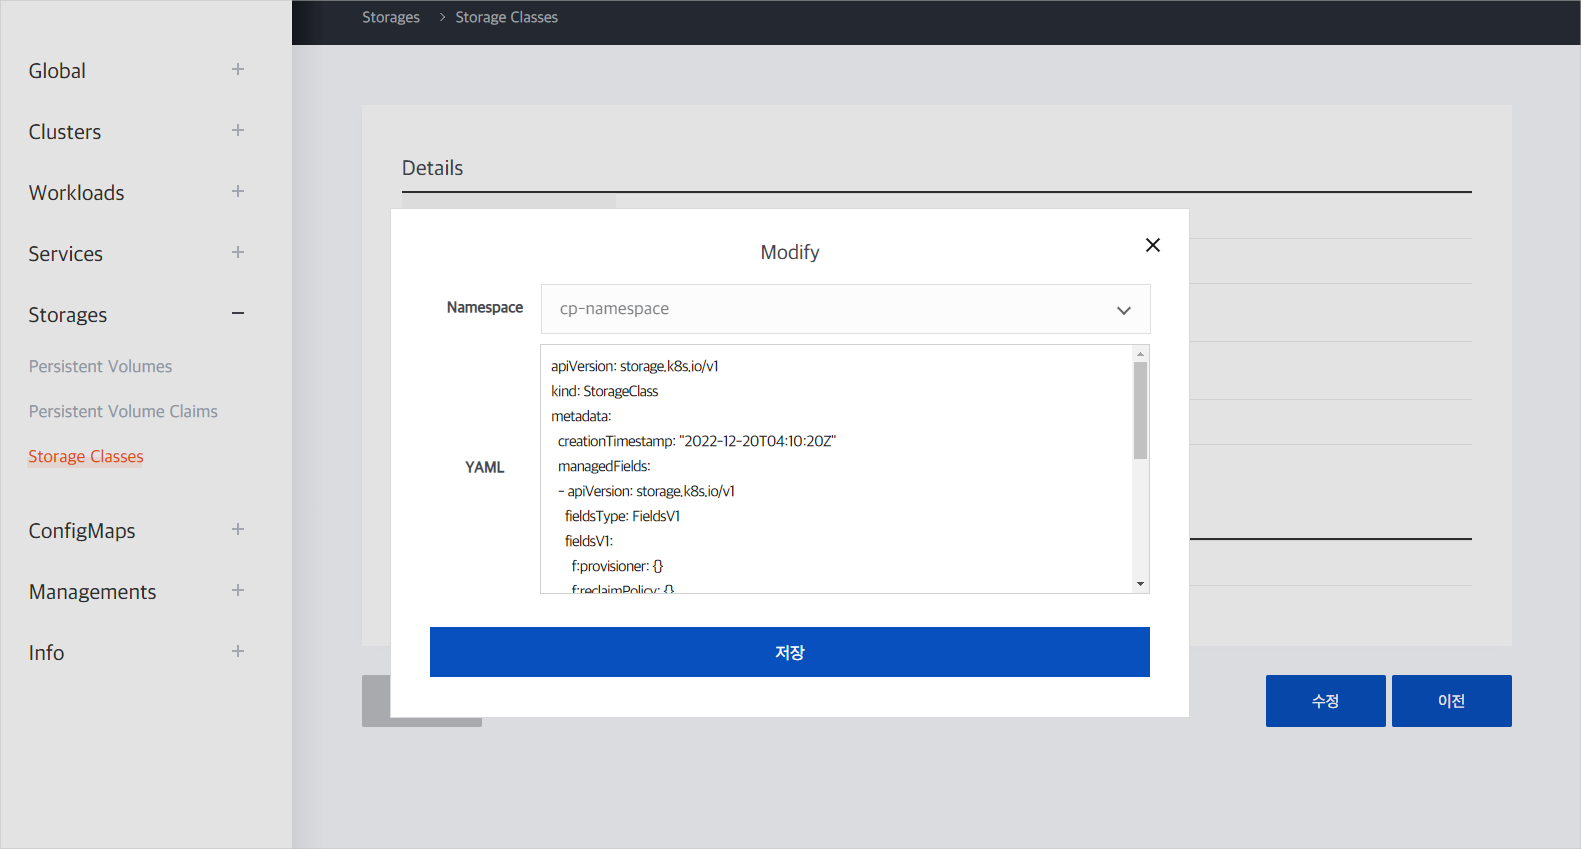 Storages > Storage Classes
Global +
Clusters +
Workloads +
Services +
Storages −
Persistent Volumes
Persistent Volume Claims
Storage Classes
ConfigMaps +
Managements +
Info +
Details
Modify
Namespace cp-namespace
YAML
apiVersion: storage.k8s.io/v1
kind: StorageClass
metadata:
  creationTimestamp: "2022-12-20T04:10:20Z"
  managedFields:
  - apiVersion: storage.k8s.io/v1
    fieldsType: FieldsV1
    fieldsV1:
      f:provisioner: {}
      f:reclaimPolicy: {}
저장
수정
이전